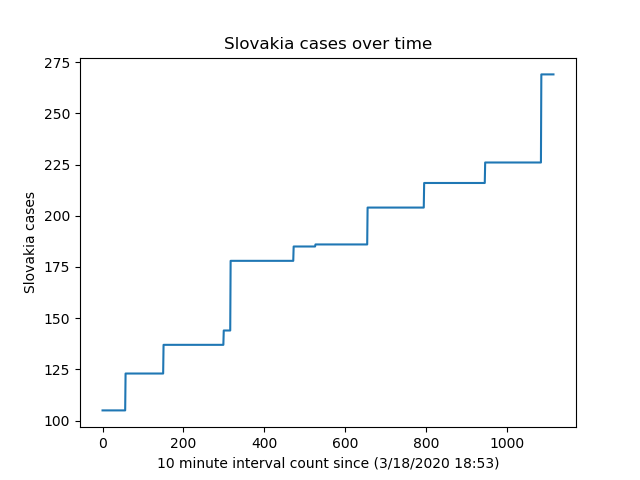 Slovakia cases over time
275
250
225
200
175
150
125
100
Slovakia cases
0 200 400 600 800 1000
10 minute interval count since (3/18/2020 18:53)